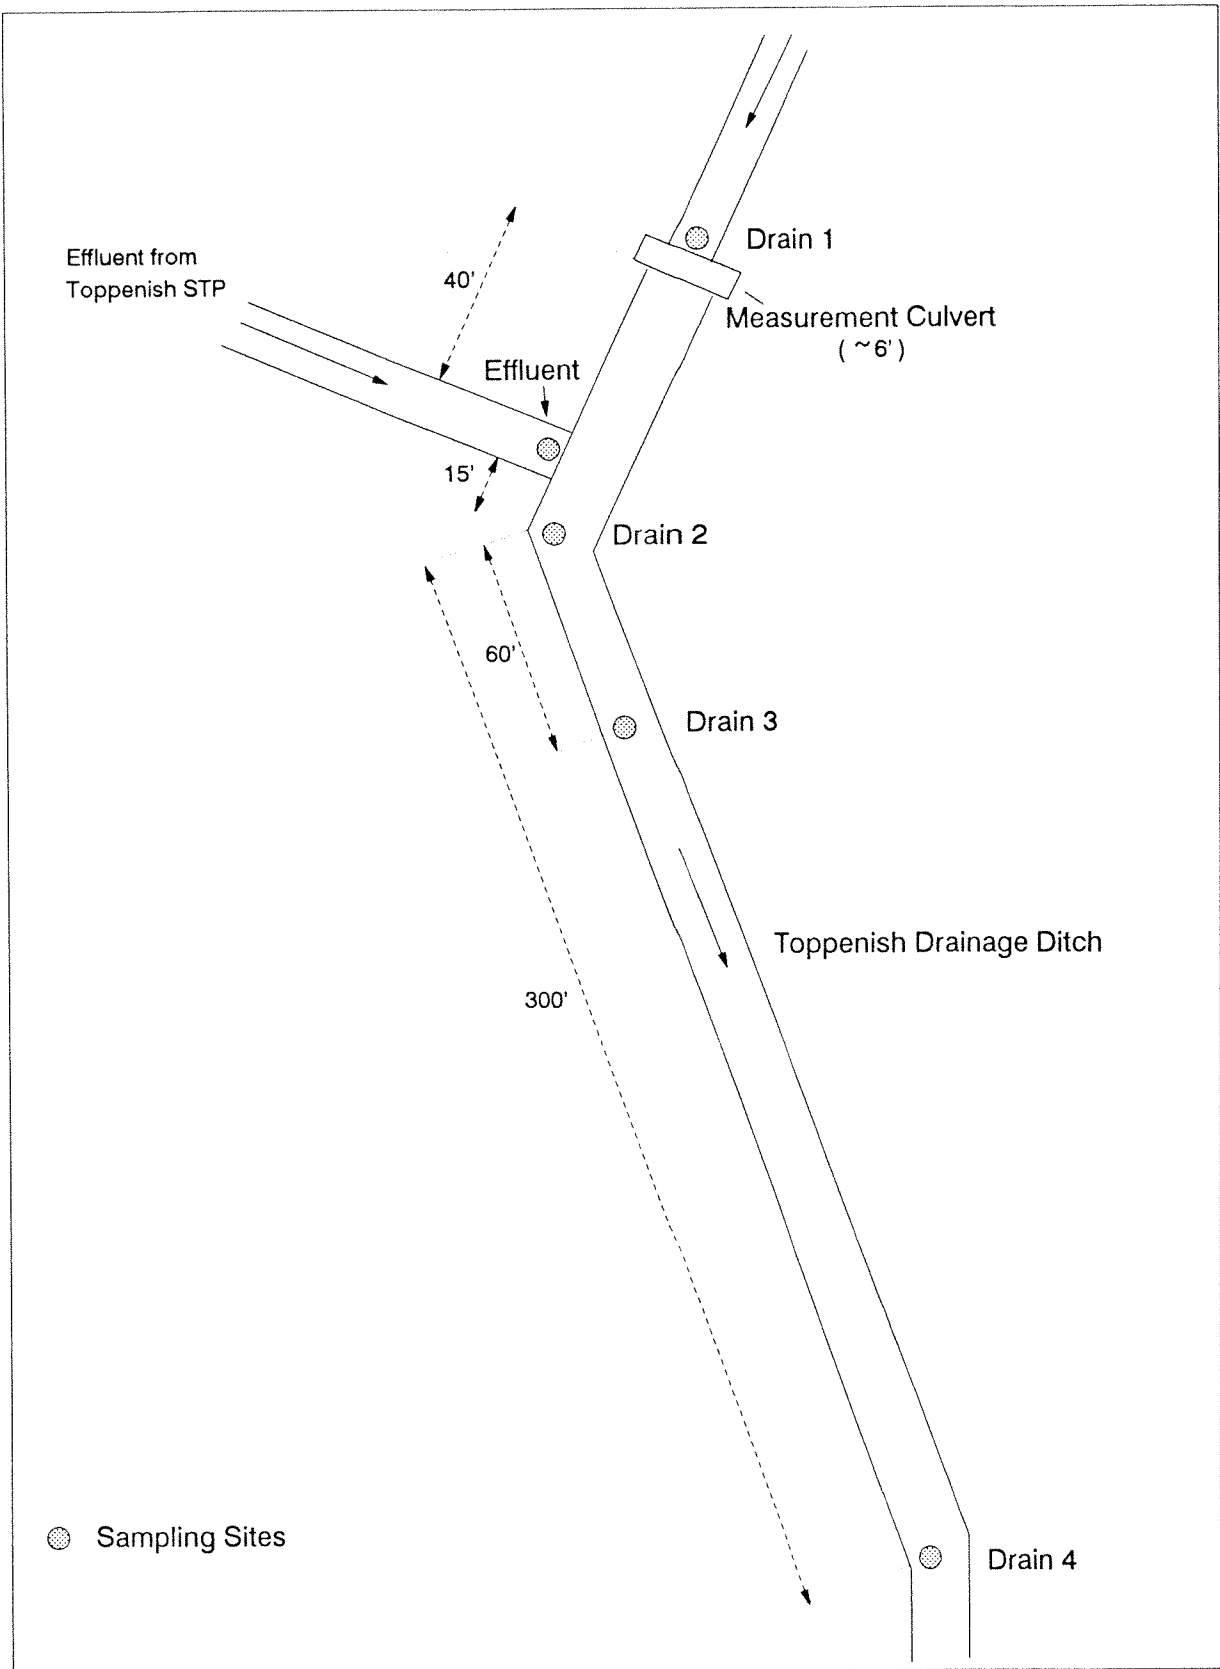 Drain 1
Effluent from
Toppenish STP
40'
Measurement Culvert
( ~6' )
Effluent
15'
Drain 2
60'
Drain 3
Toppenish Drainage Ditch
300'
Sampling Sites
Drain 4